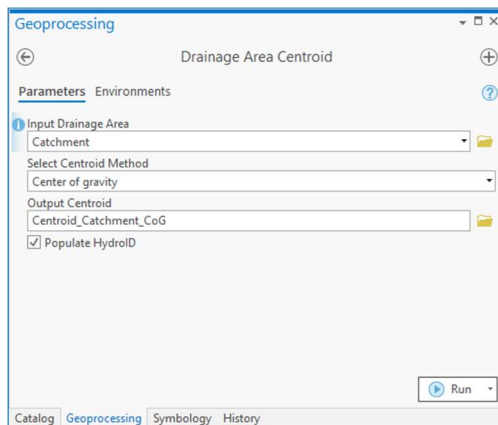 Geoprocessing
Drainage Area Centroid
Parameters Environments
Input Drainage Area
Catchment
Select Centroid Method
Center of gravity
Output Centroid
Centroid_Catchment_CoG
Populate HydroID
Run
Catalog Geoprocessing Symbology History